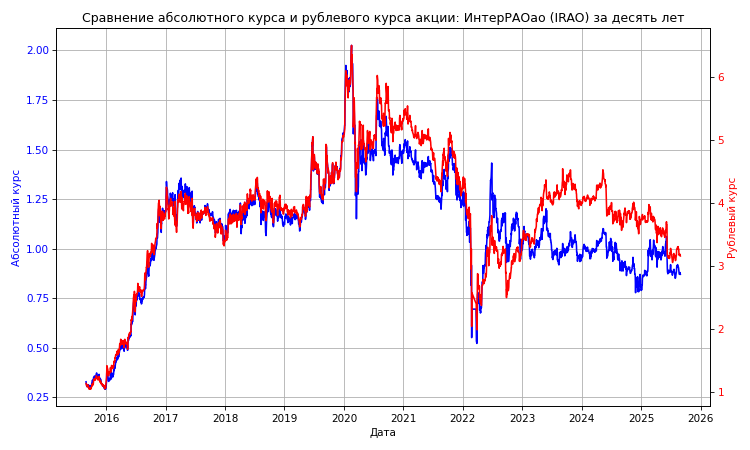 Сравнение абсолютного курса и рублевого курса акции: ИнтерРАОао (IRAO) за десять лет
Абсолютный курс
2.00
1.75
1.50
1.25
1.00
0.75
0.50
0.25
6
5
4
3
2
1
Рублевый курс
2016 2017 2018 2019 2020 2021 2022 2023 2024 2025 2026
Дата